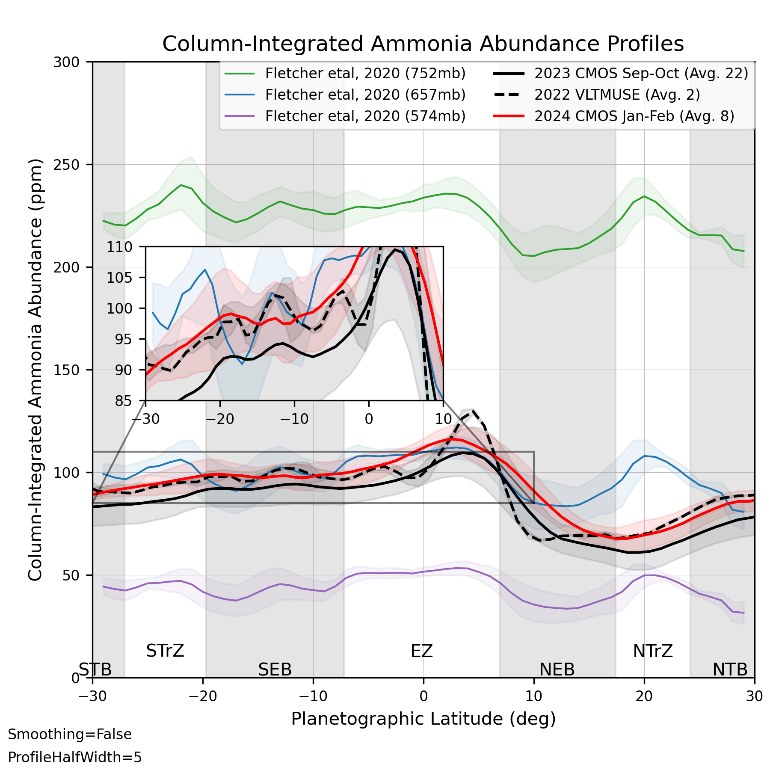 Column-Integrated Ammonia Abundance Profiles
Fletcher etal, 2020 (752mb)
Fletcher etal, 2020 (657mb)
Fletcher etal, 2020 (574mb)
2023 CMOS Sep-Oct (Avg. 22)
2022 VLTMUSE (Avg. 2)
2024 CMOS Jan-Feb (Avg. 8)
Column-Integrated Ammonia Abundance (ppm)
300
250
200
150
100
50
0
110
105
100
95
90
85
−30 −20 −10 0 10
STB STrZ SEB EZ NEB NTrZ NTB
−30 −20 −10 0 10 20 30
Planetographic Latitude (deg)
Smoothing=False
ProfileHalfWidth=5